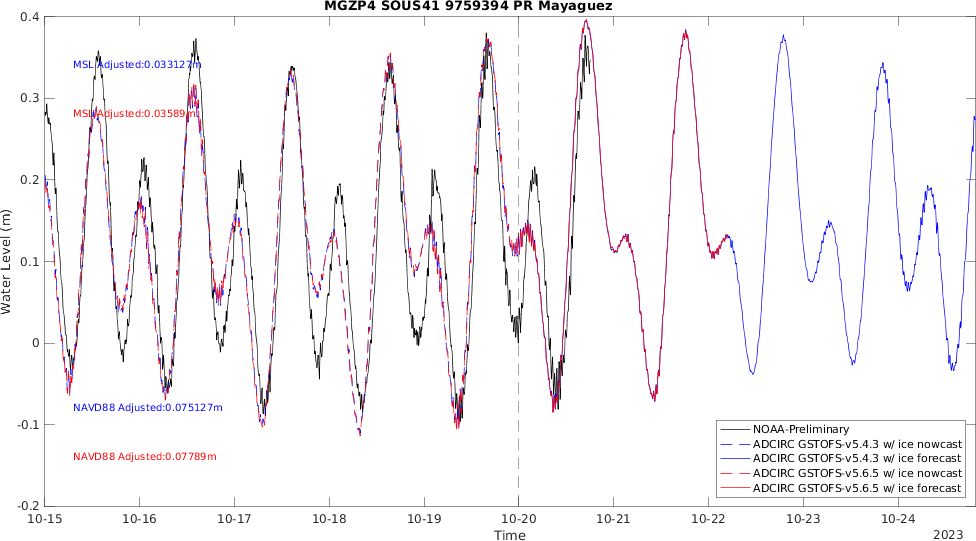 MGZP4 SOUS41 9759394 PR Mayaguez
0.4
0.3
0.2
0.1
0
-0.1
-0.2
Water Level (m)
MSL Adjusted:0.033127m
MSL Adjusted:0.03589m
NAVD88 Adjusted:0.075127m
NAVD88 Adjusted:0.07789m
NOAA-Preliminary
ADCIRC GSTOFS-v5.4.3 w/ ice nowcast
ADCIRC GSTOFS-v5.4.3 w/ ice forecast
ADCIRC GSTOFS-v5.6.5 w/ ice nowcast
ADCIRC GSTOFS-v5.6.5 w/ ice forecast
10-15 10-16 10-17 10-18 10-19 10-20 10-21 10-22 10-23 10-24
Time
2023